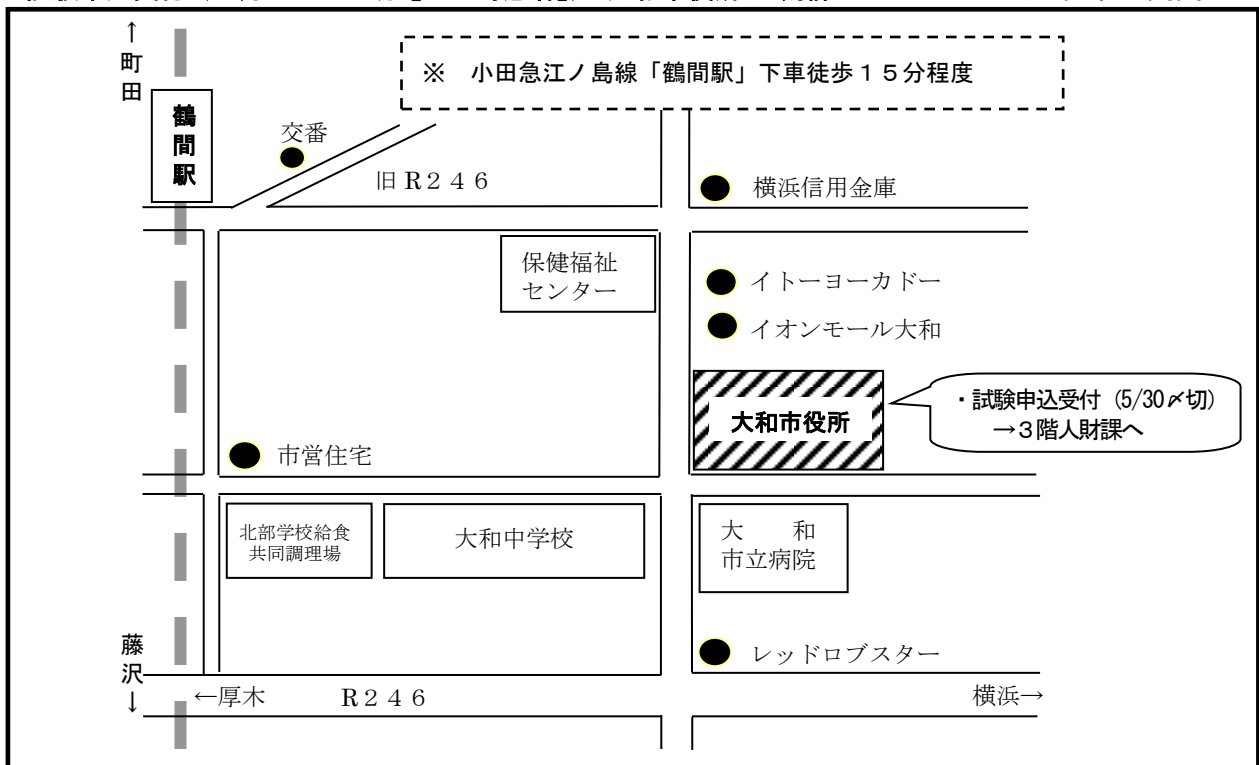 ↑町田
※　小田急江ノ島線「鶴間駅」下車徒歩１５分程度
鶴間駅
交番
旧Ｒ２４６
横浜信用金庫
保健福祉
センター
イトーヨーカドー
イオンモール大和
大和市役所
・試験申込受付（5/30〆切）
→３階人財課へ
市営住宅
北部学校給食
共同調理場
大和中学校
大　　和
市立病院
藤沢↓
レッドロブスター
←厚木
Ｒ２４６
横浜→